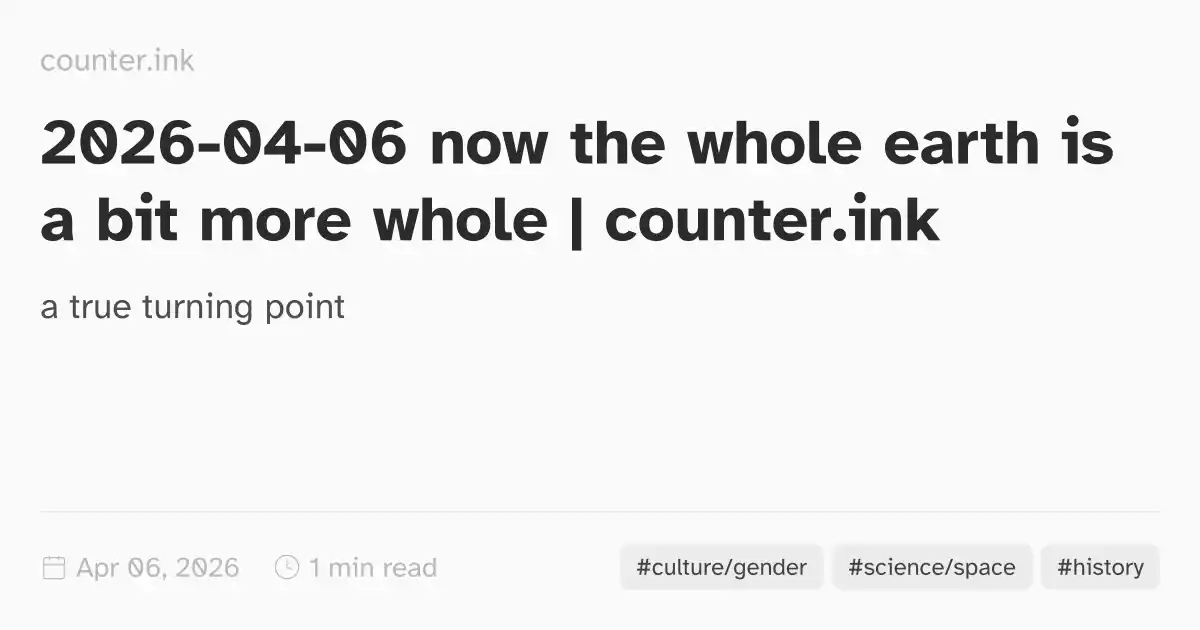 counter.ink
2026-04-06 now the whole earth is
a bit more whole | counter.ink
a true turning point
Apr 06, 2026 1 min read #culture/gender #science/space #history